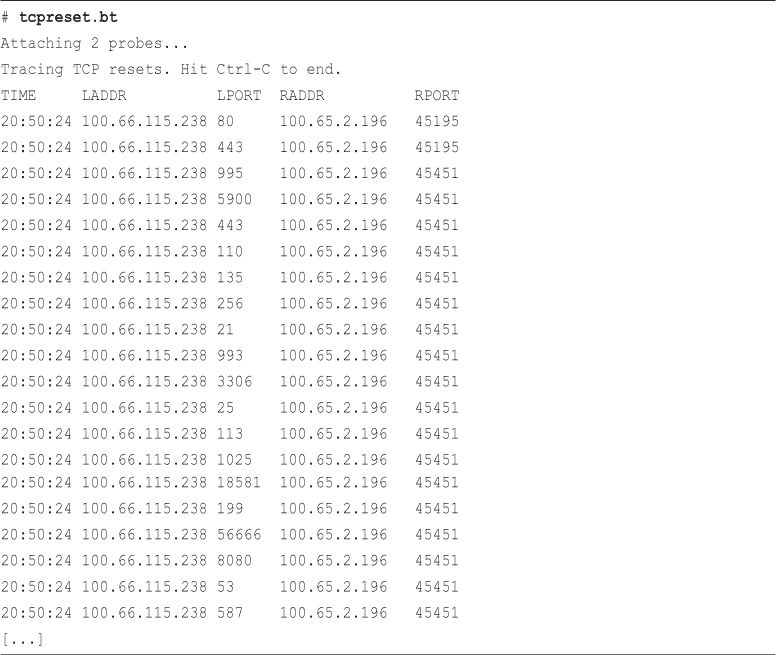 # tcpreset.bt
Attaching 2 probes...
Tracing TCP resets. Hit Ctrl-C to end.
TIME     LADDR          LPORT  RADDR          RPORT
20:50:24 100.66.115.238 80     100.65.2.196   45195
20:50:24 100.66.115.238 443    100.65.2.196   45195
20:50:24 100.66.115.238 995    100.65.2.196   45451
20:50:24 100.66.115.238 5900   100.65.2.196   45451
20:50:24 100.66.115.238 443    100.65.2.196   45451
20:50:24 100.66.115.238 110    100.65.2.196   45451
20:50:24 100.66.115.238 135    100.65.2.196   45451
20:50:24 100.66.115.238 256    100.65.2.196   45451
20:50:24 100.66.115.238 21     100.65.2.196   45451
20:50:24 100.66.115.238 993    100.65.2.196   45451
20:50:24 100.66.115.238 3306   100.65.2.196   45451
20:50:24 100.66.115.238 25     100.65.2.196   45451
20:50:24 100.66.115.238 113    100.65.2.196   45451
20:50:24 100.66.115.238 1025   100.65.2.196   45451
20:50:24 100.66.115.238 18581  100.65.2.196   45451
20:50:24 100.66.115.238 199    100.65.2.196   45451
20:50:24 100.66.115.238 56666  100.65.2.196   45451
20:50:24 100.66.115.238 8080   100.65.2.196   45451
20:50:24 100.66.115.238 53     100.65.2.196   45451
20:50:24 100.66.115.238 587    100.65.2.196   45451
[...]